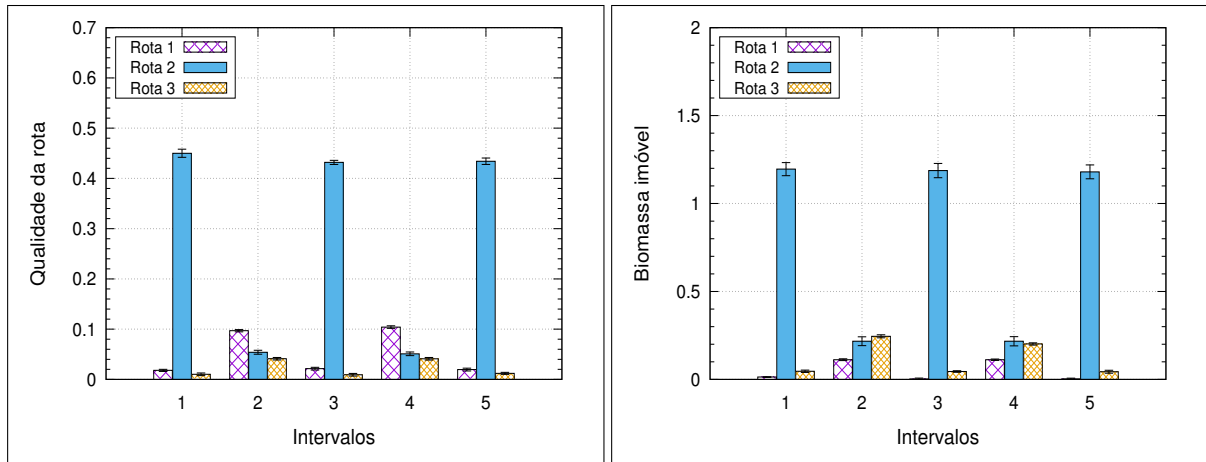 Qualidade da rota
0.7
0.6
0.5
0.4
0.3
0.2
0.1
0
Rota 1
Rota 2
Rota 3
1 2 3 4 5
Intervalos
Biomassa imóvel
2
1.5
1
0.5
0
Rota 1
Rota 2
Rota 3
1 2 3 4 5
Intervalos